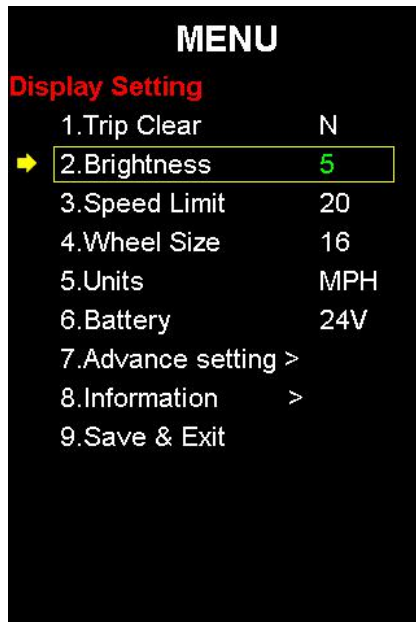 MENU
Display Setting
1.Trip Clear N
2.Brightness 5
3.Speed Limit 20
4.Wheel Size 16
5.Units MPH
6.Battery 24V
7.Advance setting >
8.Information >
9.Save & Exit